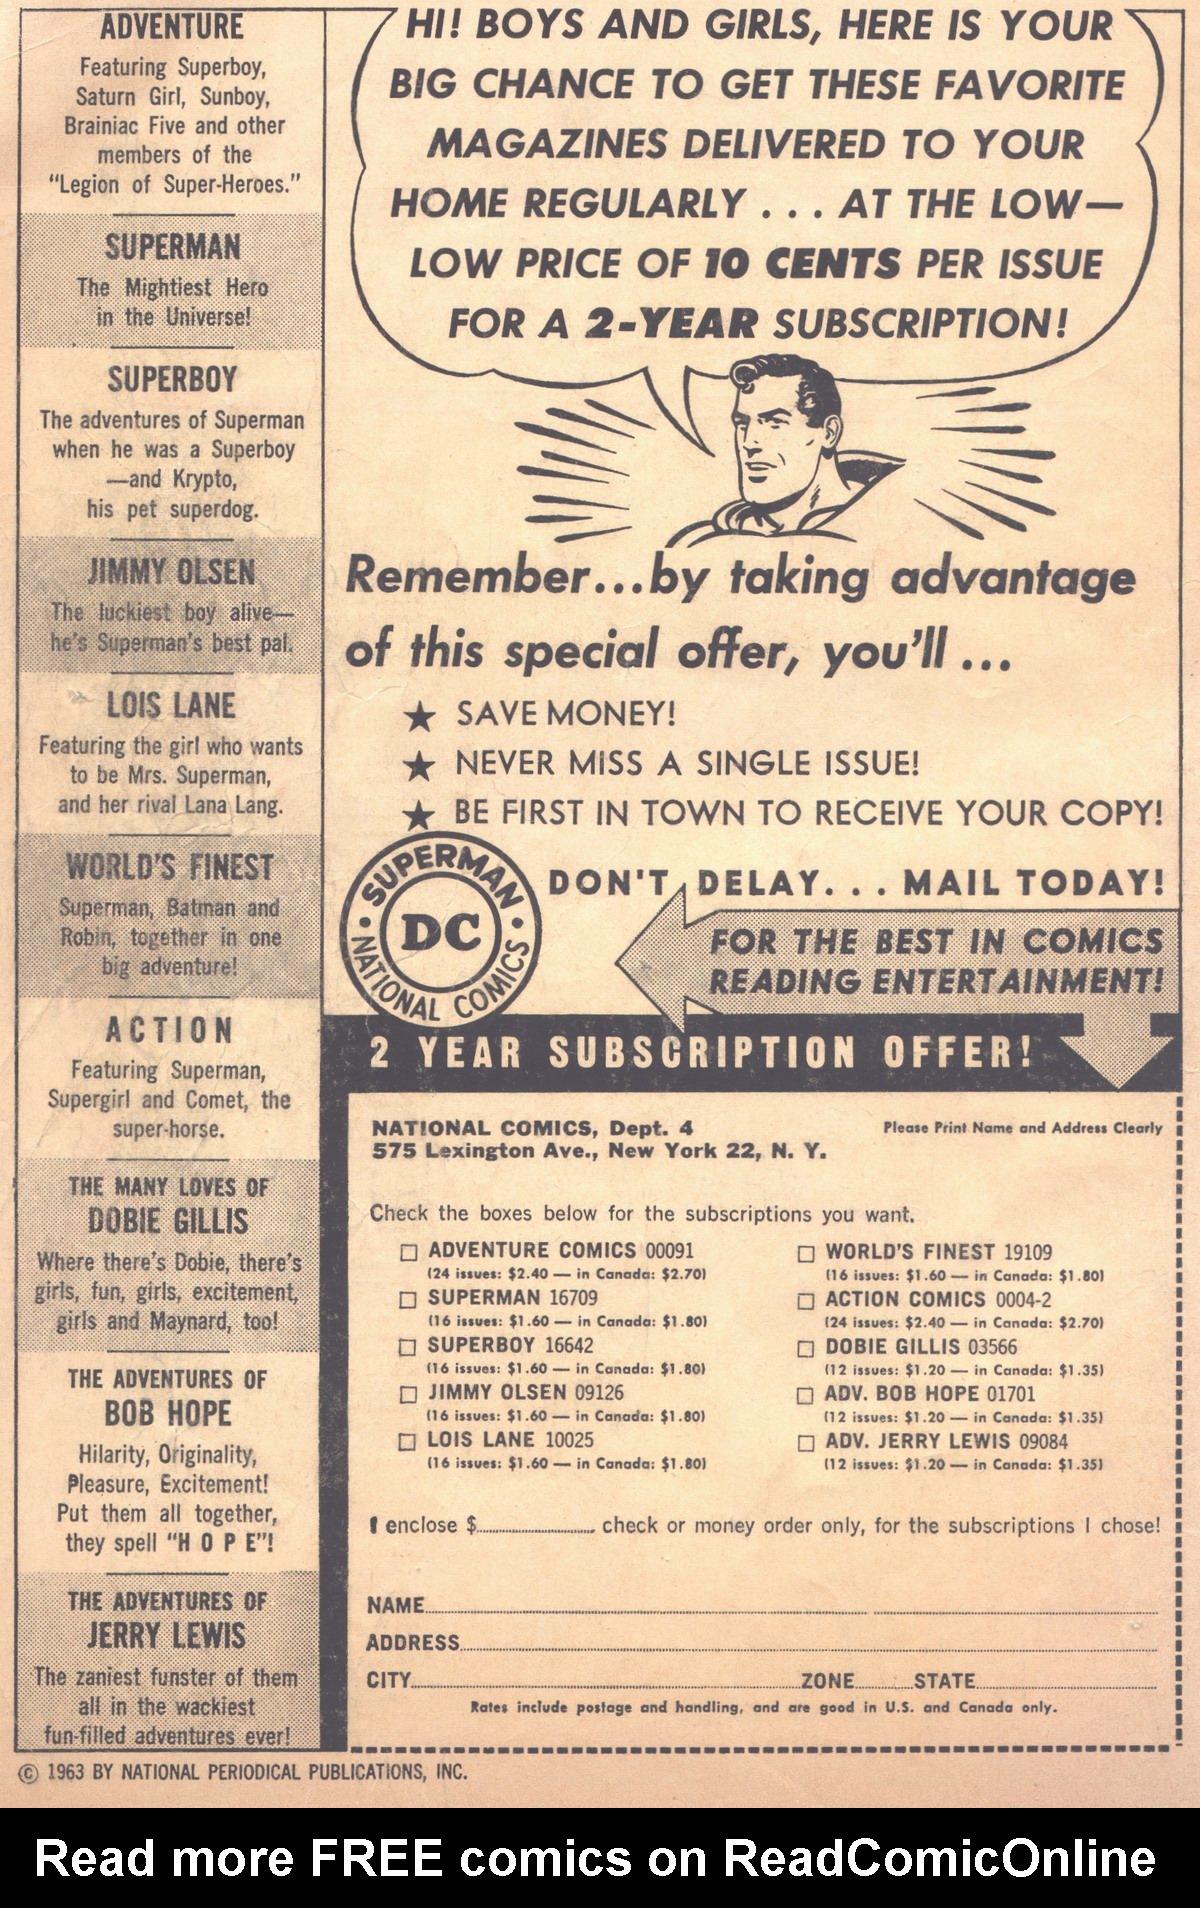 ADVENTURE
Featuring Superboy,
Saturn Girl, Sunboy,
Brainiac Five and other
members of the
"Legion of Super-Heroes."
SUPERMAN
The Mightiest Hero
in the Universe!
SUPERBOY
The adventures of Superman
when he was a Superboy
—and Krypto,
his pet superdog.
JIMMY OLSEN
The luckiest boy alive—
he's Superman's best pal.
LOIS LANE
Featuring the girl who wants
to be Mrs. Superman,
and her rival Lana Lang.
WORLD'S FINEST
Superman, Batman and
Robin, together in one
big adventure!
ACTION
Featuring Superman,
Supergirl and Comet, the
super-horse.
THE MANY LOVES OF
DOBIE GILLIS
Where there's Dobie, there's
girls, fun, girls, excitement,
girls and Maynard, too!
THE ADVENTURES OF
BOB HOPE
Hilarity, Originality,
Pleasure, Excitement!
Put them all together,
they spell "H O P E"!
THE ADVENTURES OF
JERRY LEWIS
The zaniest funster of them
all in the wackiest
fun-filled adventures ever!
HI! BOYS AND GIRLS, HERE IS YOUR
BIG CHANCE TO GET THESE FAVORITE
MAGAZINES DELIVERED TO YOUR
HOME REGULARLY . . . AT THE LOW—
LOW PRICE OF 10 CENTS PER ISSUE
FOR A 2-YEAR SUBSCRIPTION!
Remember...by taking advantage
of this special offer, you'll ...
★ SAVE MONEY!
★ NEVER MISS A SINGLE ISSUE!
★ BE FIRST IN TOWN TO RECEIVE YOUR COPY!
SUPERMAN
DC
NATIONAL COMICS
DON'T DELAY. . . MAIL TODAY!
FOR THE BEST IN COMICS
READING ENTERTAINMENT!
2 YEAR SUBSCRIPTION OFFER!
NATIONAL COMICS, Dept. 4
575 Lexington Ave., New York 22, N. Y.
Please Print Name and Address Clearly
Check the boxes below for the subscriptions you want.
□ ADVENTURE COMICS 00091
(24 issues: $2.40 — in Canada: $2.70)
□ SUPERMAN 16709
(16 issues: $1.60 — in Canada: $1.80)
□ SUPERBOY 16642
(16 issues: $1.60 — in Canada: $1.80)
□ JIMMY OLSEN 09126
(16 issues: $1.60 — in Canada: $1.80)
□ LOIS LANE 10025
(16 issues: $1.60 — in Canada: $1.80)
□ WORLD'S FINEST 19109
(16 issues: $1.60 — in Canada: $1.80)
□ ACTION COMICS 0004-2
(24 issues: $2.40 — in Canada: $2.70)
□ DOBIE GILLIS 03566
(12 issues: $1.20 — in Canada: $1.35)
□ ADV. BOB HOPE 01701
(12 issues: $1.20 — in Canada: $1.35)
□ ADV. JERRY LEWIS 09084
(12 issues: $1.20 — in Canada: $1.35)
I enclose $.............. check or money order only, for the subscriptions I chose!
NAME
ADDRESS
CITY ZONE STATE
Rates include postage and handling, and are good in U.S. and Canada only.
© 1963 BY NATIONAL PERIODICAL PUBLICATIONS, INC.
Read more FREE comics on ReadComicOnline